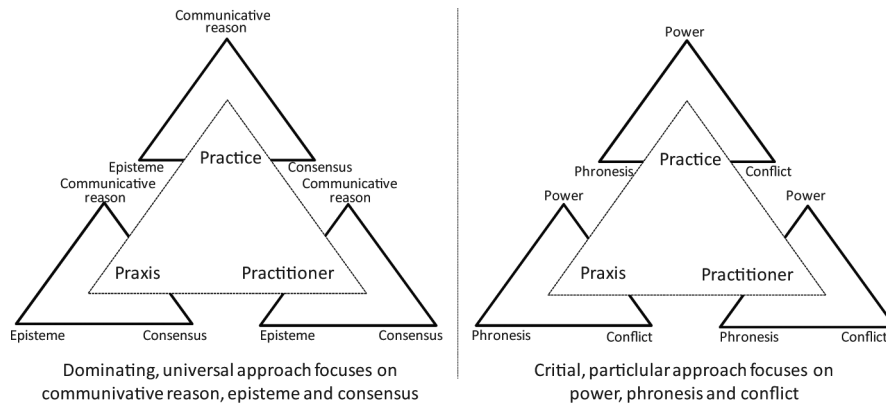 Communicative
reason
Episteme
Consensus
Practice
Communicative
reason
Communicative
reason
Praxis
Practitioner
Episteme
Consensus
Episteme
Consensus
Dominating, universal approach focuses on
communivative reason, episteme and consensus
Power
Phronesis
Conflict
Practice
Power
Power
Praxis
Practitioner
Phronesis
Conflict
Phronesis
Conflict
Critial, particlular approach focuses on
power, phronesis and conflict